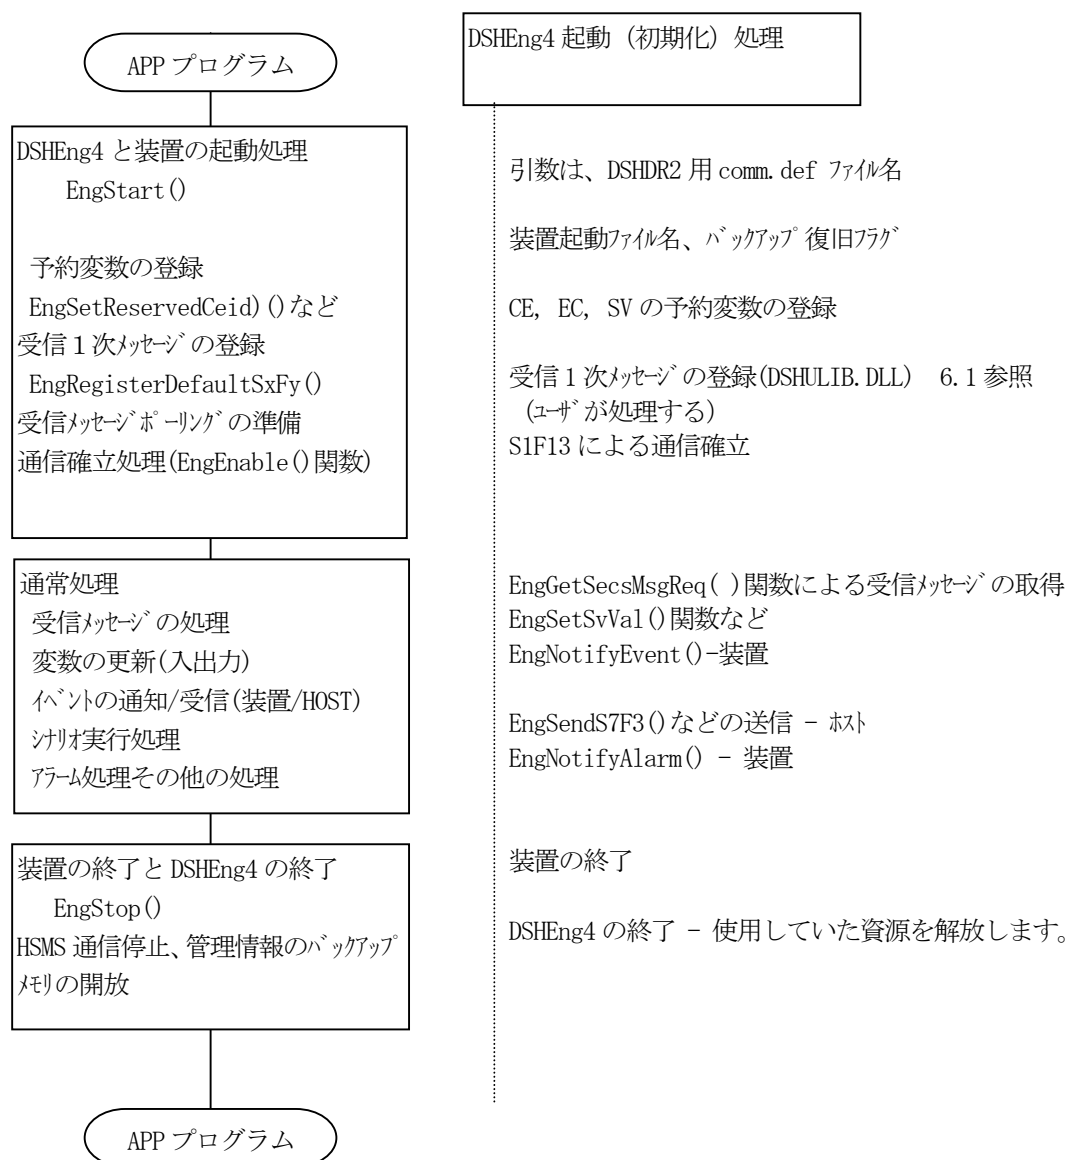 APP プログラム
DSHEng4 と装置の起動処理
EngStart()
予約変数の登録
EngSetReservedCeid)()など
受信１次ﾒｯｾｰｼﾞの登録
EngRegisterDefaultSxFy()
受信ﾒｯｾｰｼﾞﾎﾟｰﾘﾝｸﾞの準備
通信確立処理(EngEnable()関数)
通常処理
受信ﾒｯｾｰｼﾞの処理
変数の更新(入出力)
ｲﾍﾞﾝﾄの通知/受信(装置/HOST)
ｼﾅﾘｵ実行処理
ｱﾗｰﾑ処理その他の処理
装置の終了と DSHEng4 の終了
EngStop()
HSMS 通信停止、管理情報のﾊﾞｯｸｱｯﾌﾟ
ﾒﾓﾘの開放
APP プログラム
DSHEng4 起動（初期化）処理
引数は、DSHDR2 用 comm.def ﾌｧｲﾙ名
装置起動ﾌｧｲﾙ名、ﾊﾞｯｸｱｯﾌﾟ復旧ﾌﾗｸﾞ
CE, EC, SV の予約変数の登録
受信１次ﾒｯｾｰｼﾞの登録(DSHULIB.DLL)　6.1 参照
(ﾕｰｻﾞが処理する)
S1F13 による通信確立
EngGetSecsMsgReq( )関数による受信ﾒｯｾｰｼﾞの取得
EngSetSvVal()関数など
EngNotifyEvent()-装置
EngSendS7F3()などの送信 - ﾎｽﾄ
EngNotifyAlarm() - 装置
装置の終了
DSHEng4 の終了 - 使用していた資源を解放します。